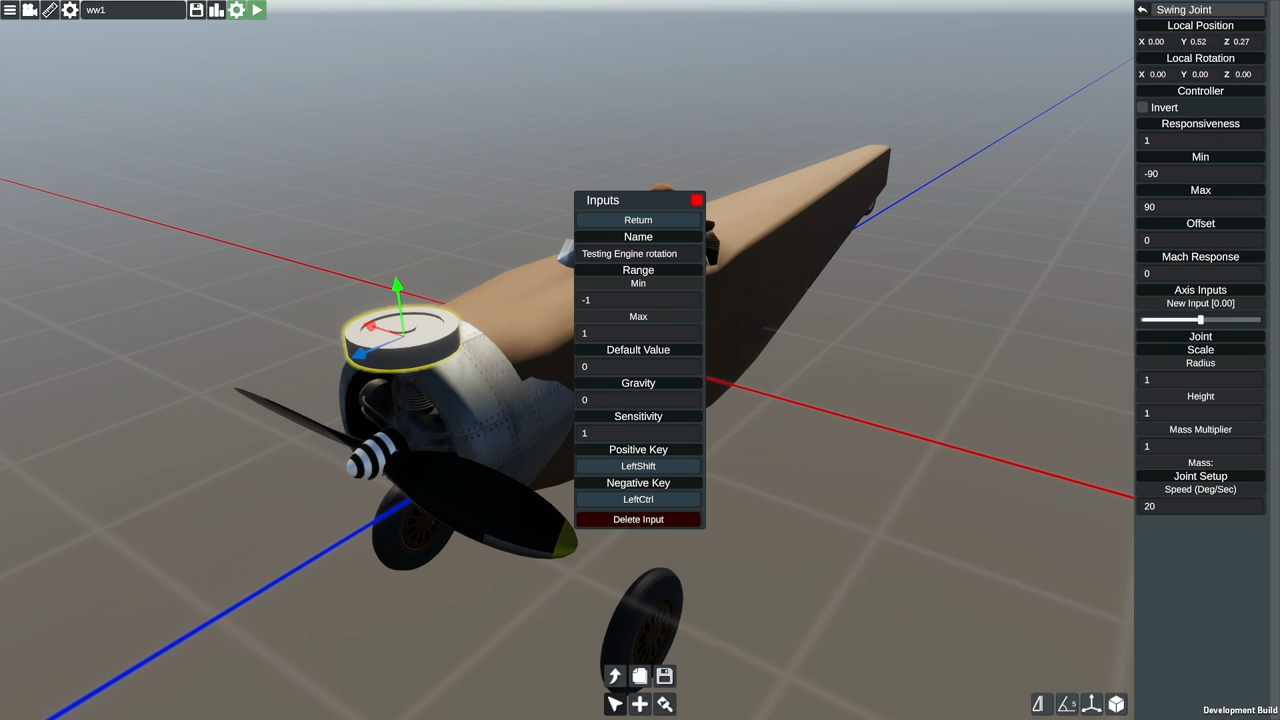 ww1
Inputs
Return
Name
Testing Engine rotation
Range
Min
-1
Max
1
Default Value
0
Gravity
0
Sensitivity
1
Positive Key
LeftShift
Negative Key
LeftCtrl
Delete Input
Swing Joint
Local Position
X 0.00 Y 0.52 Z 0.27
Local Rotation
X 0.00 Y 0.00 Z 0.00
Controller
Invert
Responsiveness
1
Min
-90
Max
90
Offset
0
Mach Response
0
Axis Inputs
New Input [0.00]
Joint
Scale
Radius
1
Height
1
Mass Multiplier
1
Mass:
Joint Setup
Speed (Deg/Sec)
20
5
Development Build